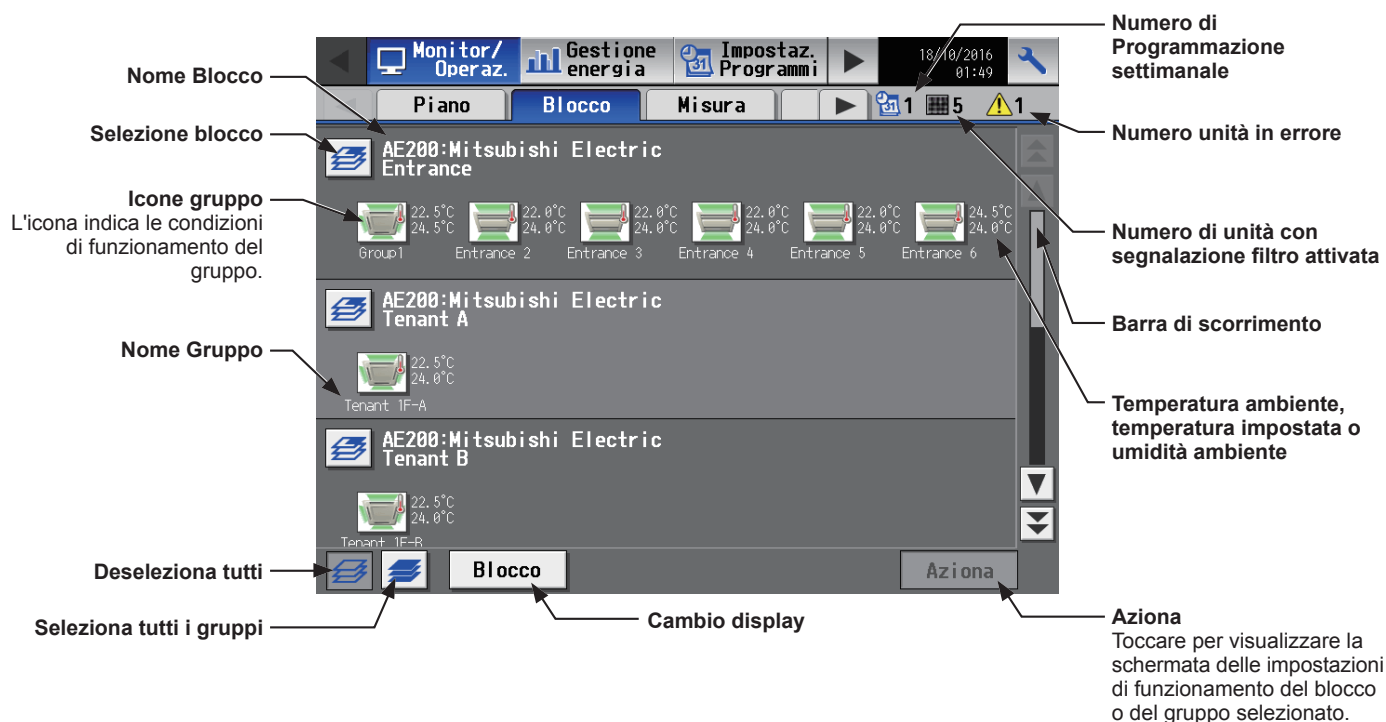 Numero di
Programmazione
settimanale
Monitor/
Operaz.
Gestione
energia
Impostaz.
Programmi
18/10/2016
01:49
Nome Blocco
Piano
Blocco
Misura
1
5
1
Numero unità in errore
Selezione blocco
AE200:Mitsubishi Electric
Entrance
Icone gruppo
L'icona indica le condizioni
di funzionamento del
gruppo.
22.5°C
24.5°C
22.0°C
24.0°C
22.0°C
24.0°C
22.0°C
24.0°C
22.0°C
24.0°C
24.5°C
24.0°C
Group1
Entrance 2
Entrance 3
Entrance 4
Entrance 5
Entrance 6
Numero di unità con
segnalazione filtro attivata
AE200:Mitsubishi Electric
Tenant A
Barra di scorrimento
Nome Gruppo
22.5°C
24.0°C
Tenant 1F-A
Temperatura ambiente,
temperatura impostata o
umidità ambiente
AE200:Mitsubishi Electric
Tenant B
22.5°C
24.0°C
Tenant 1F-B
Deseleziona tutti
Blocco
Aziona
Seleziona tutti i gruppi
Cambio display
Aziona
Toccare per visualizzare la
schermata delle impostazioni
di funzionamento del blocco
o del gruppo selezionato.